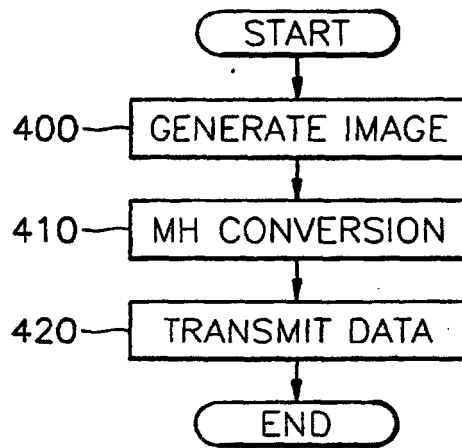 START
400 GENERATE IMAGE
410 MH CONVERSION
420 TRANSMIT DATA
END